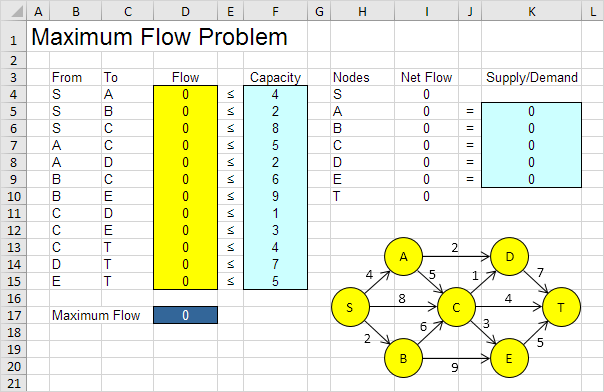 A B C D E F G H I J K L
1 Maximum Flow Problem
2
3 From To Flow Capacity Nodes Net Flow Supply/Demand
4 S A 0 ≤ 4 S 0
5 S B 0 ≤ 2 A 0 = 0
6 S C 0 ≤ 8 B 0 = 0
7 A C 0 ≤ 5 C 0 = 0
8 A D 0 ≤ 2 D 0 = 0
9 B C 0 ≤ 6 E 0 = 0
10 B E 0 ≤ 9 T 0
11 C D 0 ≤ 1
12 C E 0 ≤ 3
13 C T 0 ≤ 4
14 D T 0 ≤ 7
15 E T 0 ≤ 5
16
17 Maximum Flow 0
18
19
20
21
2
A D
4 5 1 7
8 4
S C T
2 6 3 5
B E
9